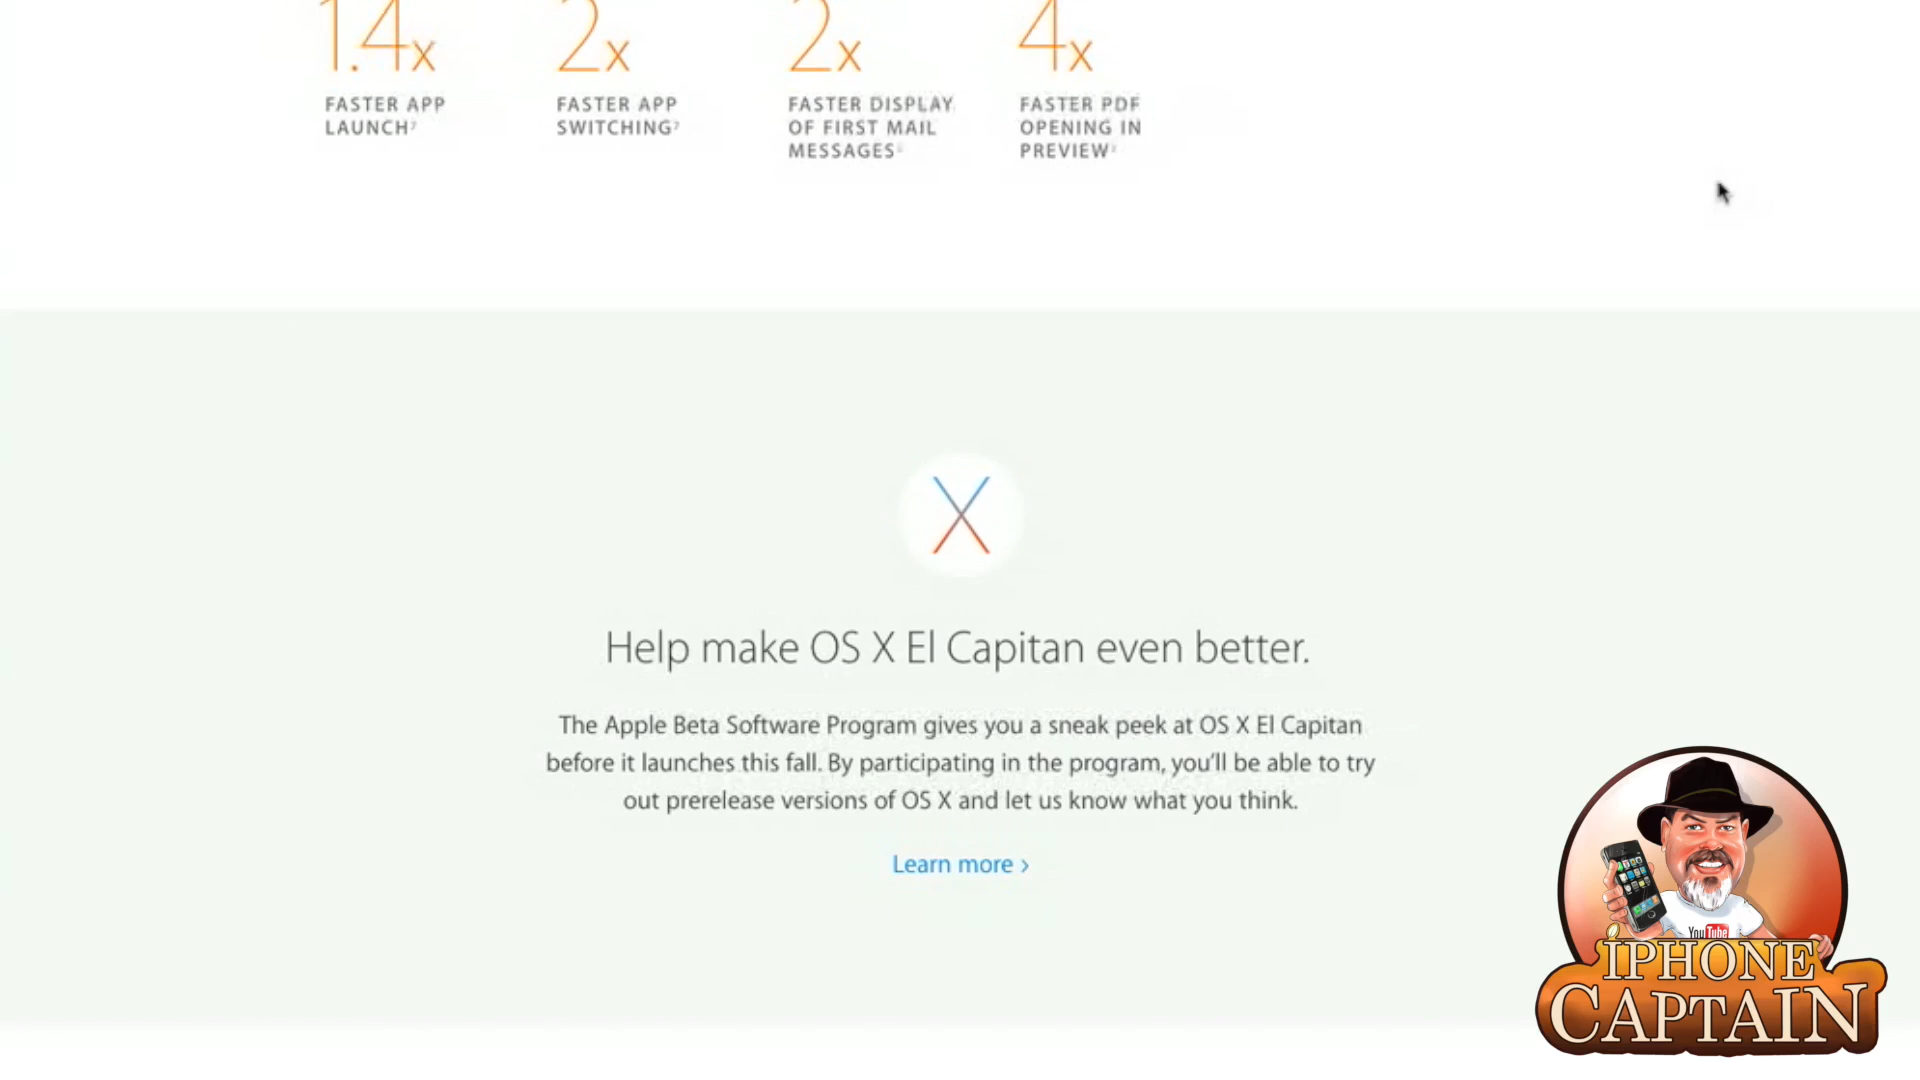 1.4x
FASTER APP
LAUNCH7
2x
FASTER APP
SWITCHING7
2x
FASTER DISPLAY
OF FIRST MAIL
MESSAGES
4x
FASTER PDF
OPENING IN
PREVIEW
X
Help make OS X El Capitan even better.
The Apple Beta Software Program gives you a sneak peek at OS X El Capitan
before it launches this fall. By participating in the program, you'll be able to try
out prerelease versions of OS X and let us know what you think.
Learn more >
YouTube
IPHONE
CAPTAIN